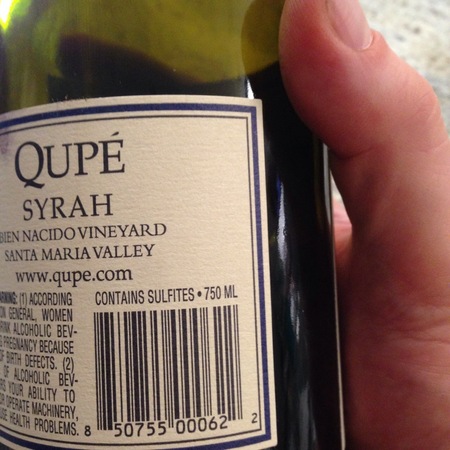 QUPÉ
SYRAH
BIEN NACIDO VINEYARD
SANTA MARIA VALLEY
www.qupe.com
WARNING: (1) ACCORDING
GENERAL, WOMEN
ALCOHOLIC BEV-
PREGNANCY BECAUSE
OF BIRTH DEFECTS. (2)
OF ALCOHOLIC BEV-
YOUR ABILITY TO
OPERATE MACHINERY,
HEALTH PROBLEMS.
CONTAINS SULFITES • 750 ML
8 50755 00062 2